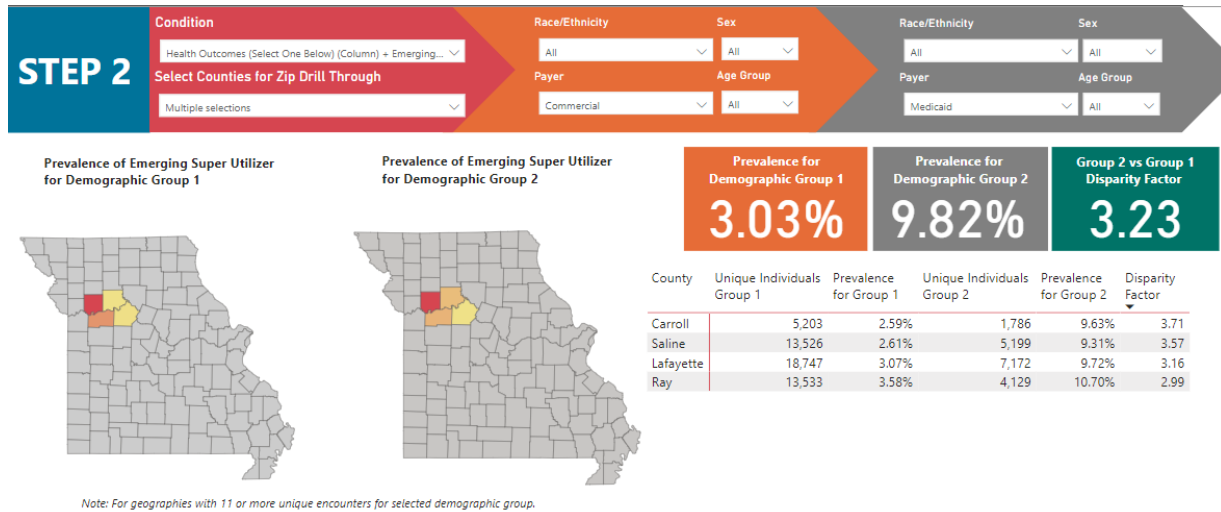 STEP 2
Condition
Health Outcomes (Select One Below) (Column) + Emerging...
Select Counties for Zip Drill Through
Multiple selections
Race/Ethnicity Sex
All All
Payer Age Group
Commercial All
Race/Ethnicity Sex
All All
Payer Age Group
Medicaid All
Prevalence of Emerging Super Utilizer
for Demographic Group 1
Prevalence of Emerging Super Utilizer
for Demographic Group 2
Prevalence for
Demographic Group 1
3.03%
Prevalence for
Demographic Group 2
9.82%
Group 2 vs Group 1
Disparity Factor
3.23
County Unique Individuals Prevalence Unique Individuals Prevalence Disparity
Group 1 for Group 1 Group 2 for Group 2 Factor
Carroll 5,203 2.59% 1,786 9.63% 3.71
Saline 13,526 2.61% 5,199 9.31% 3.57
Lafayette 18,747 3.07% 7,172 9.72% 3.16
Ray 13,533 3.58% 4,129 10.70% 2.99
Note: For geographies with 11 or more unique encounters for selected demographic group.